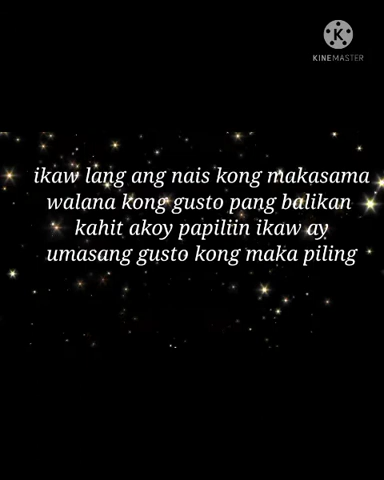 KINEMASTER
ikaw lang ang nais kong makasama
walana kong gusto pang balikan
kahit akoy papiliin ikaw ay
umasang gusto kong maka piling